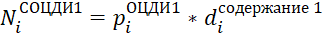 N_i^СОЦДИ1 = p_i^ОЦДИ1 * d_i^содержание 1